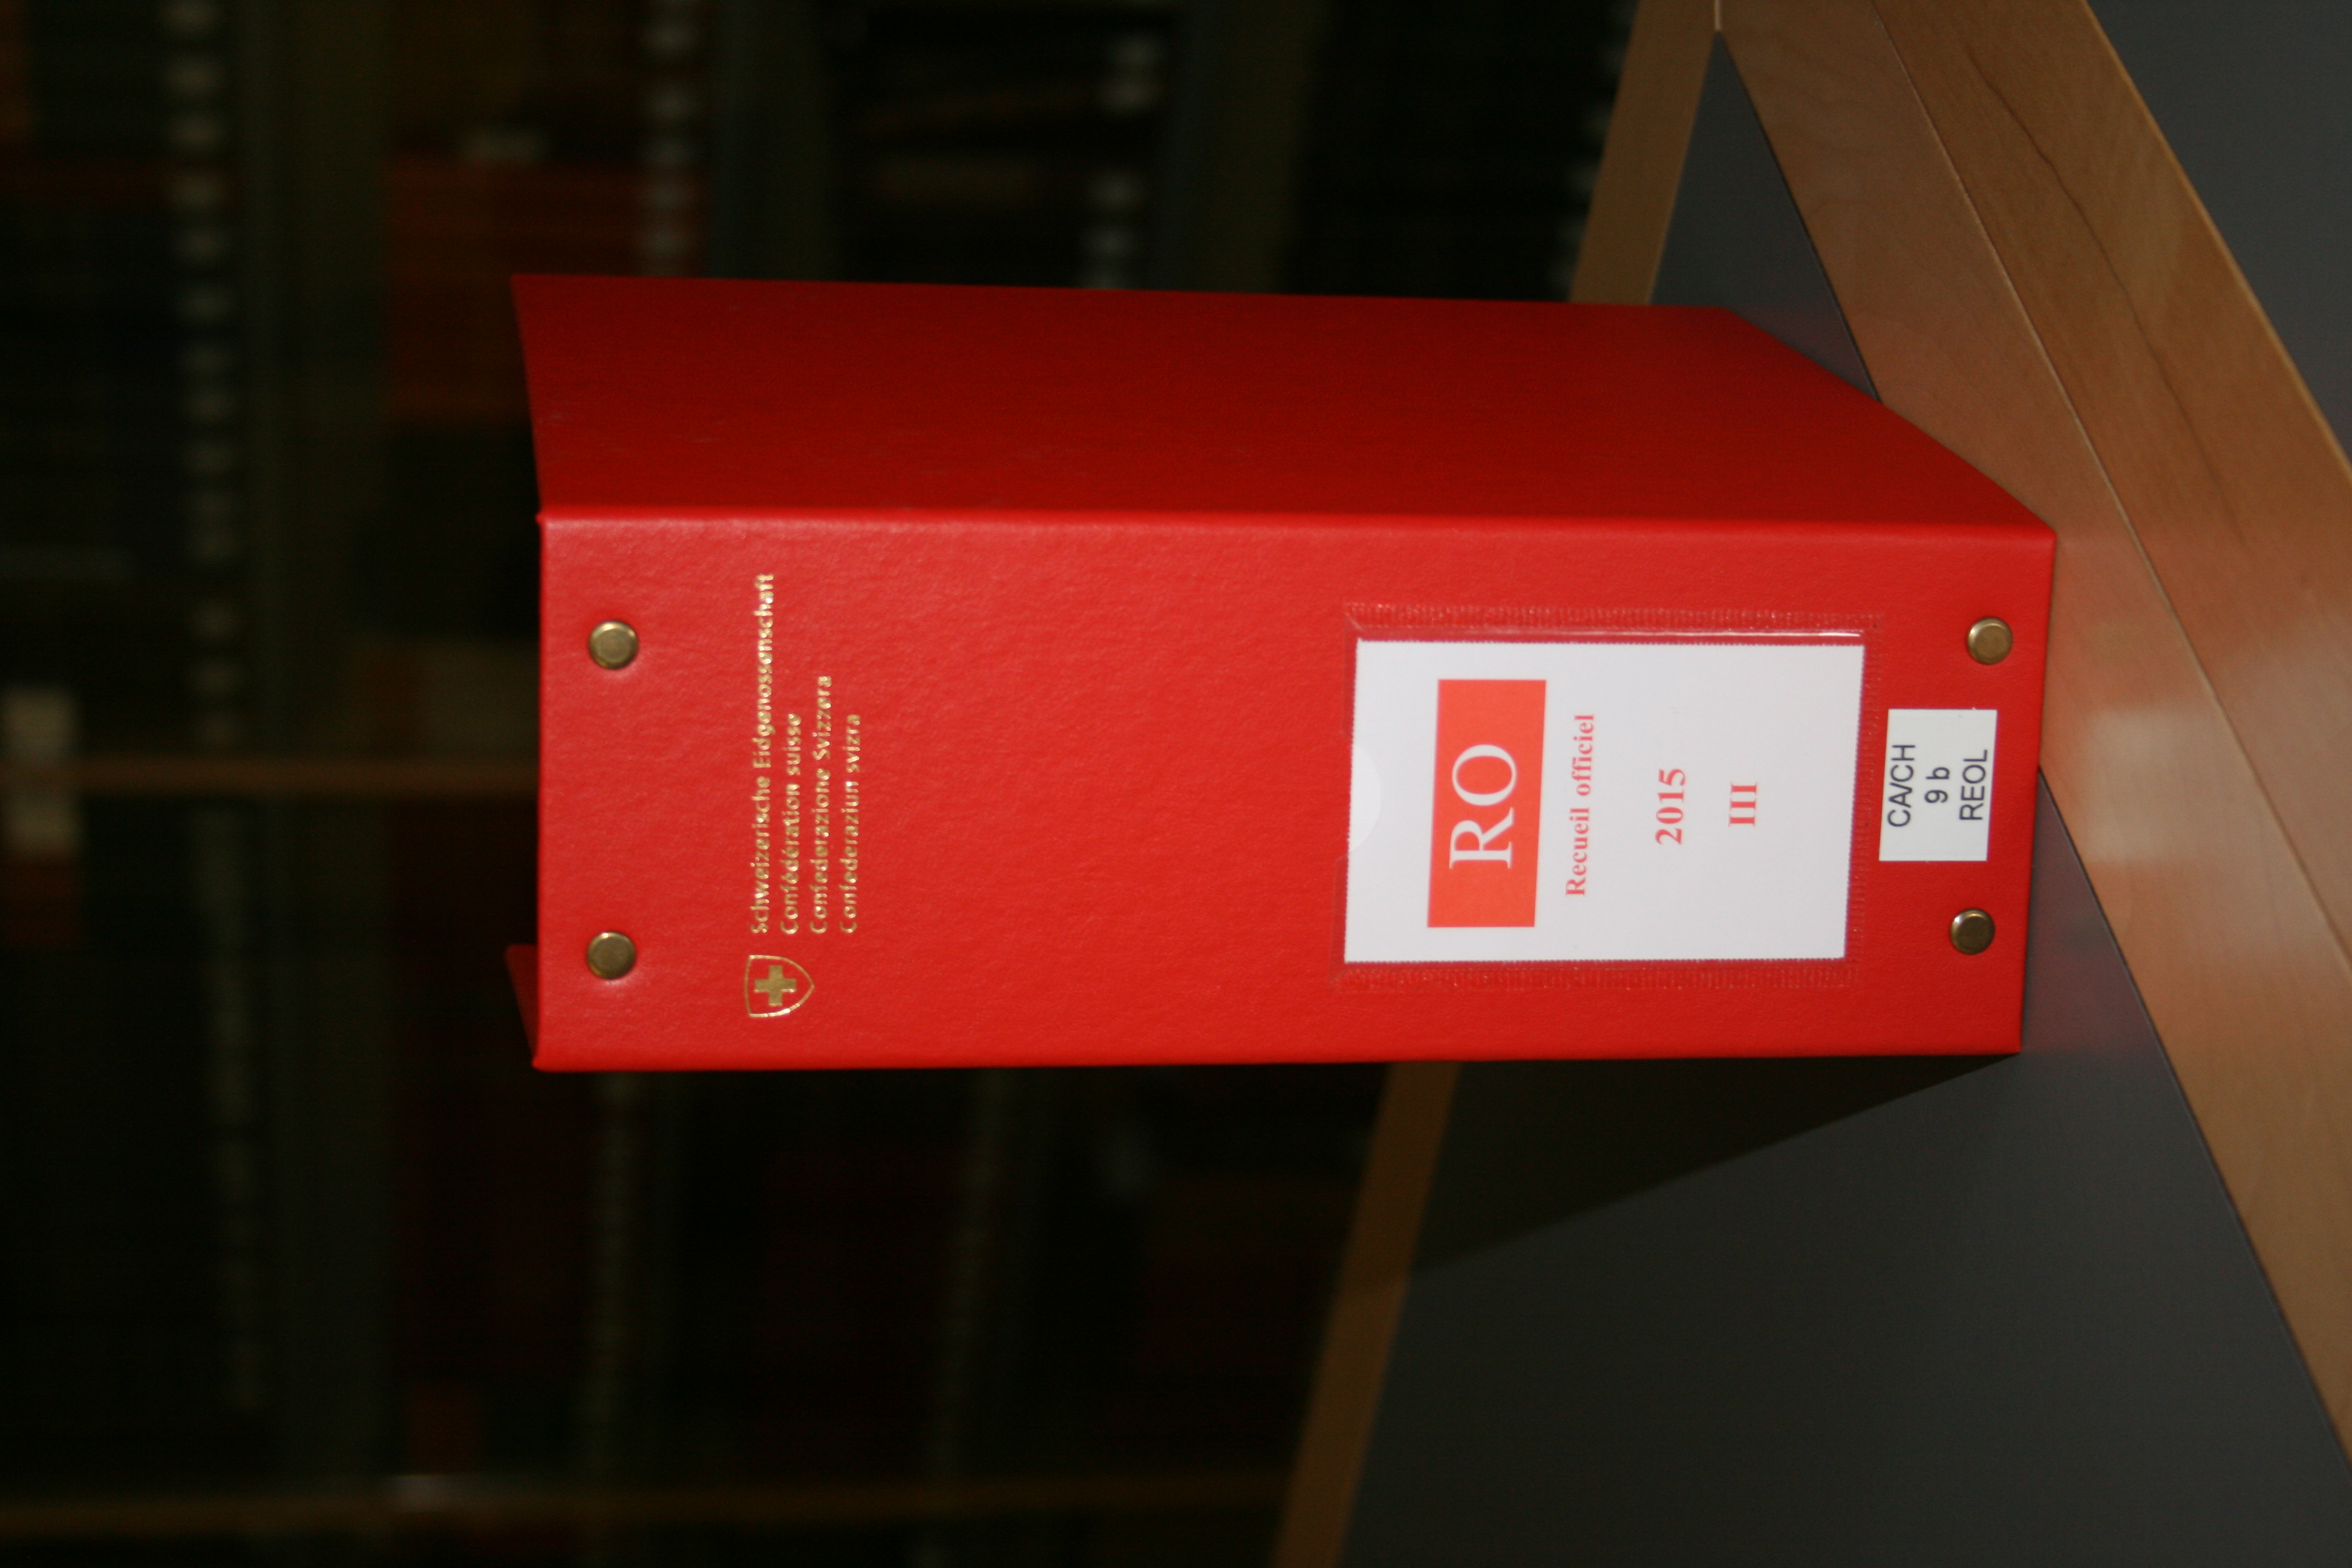 Schweizerische Eidgenossenschaft
Confédération suisse
Confederazione Svizzera
Confederaziun svizra
RO
Recueil officiel
2015
III
CA/CH
9 b
REOL